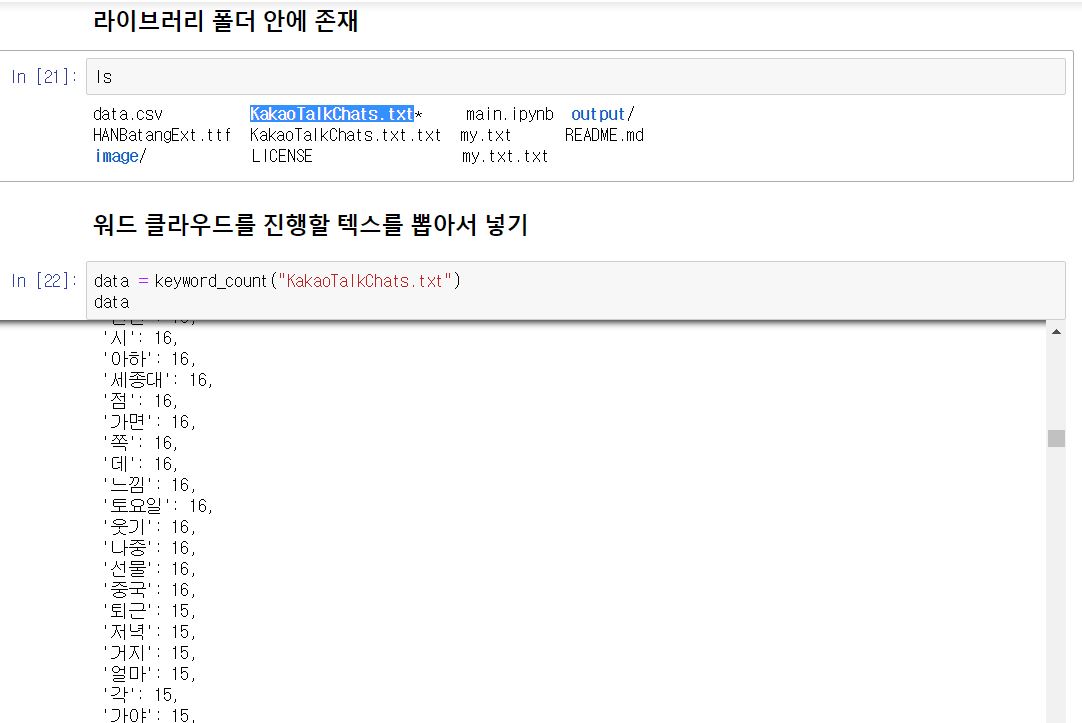 라이브러리 폴더 안에 존재
In [21]: ls
data.csv KakaoTalkChats.txt* main.ipynb output/
HANBatangExt.ttf KakaoTalkChats.txt.txt my.txt README.md
image/ LICENSE my.txt.txt
워드 클라우드를 진행할 텍스를 뽑아서 넣기
In [22]: data = keyword_count("KakaoTalkChats.txt")
data
'시': 16,
'아하': 16,
'세종대': 16,
'점': 16,
'가면': 16,
'쪽': 16,
'데': 16,
'느낌': 16,
'토요일': 16,
'웃기': 16,
'나중': 16,
'선물': 16,
'중국': 16,
'퇴근': 15,
'저녁': 15,
'거지': 15,
'얼마': 15,
'각': 15,
'가야': 15,